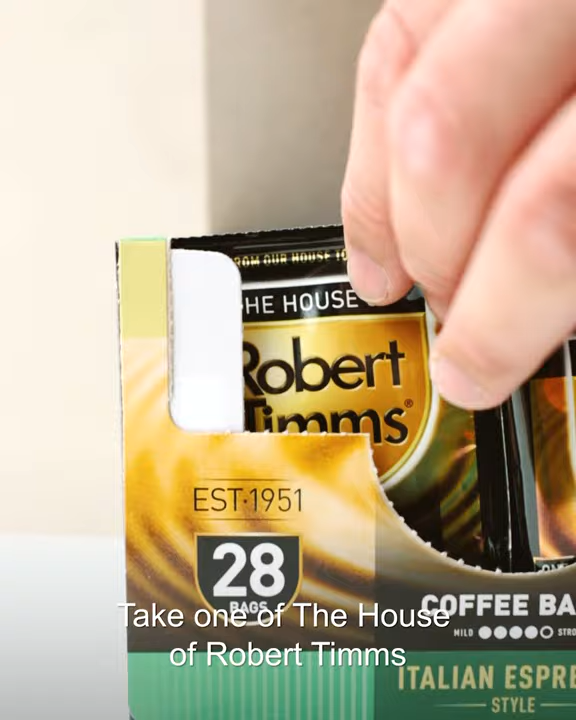 FROM OUR HOUSE TO
THE HOUSE
Robert
Timms®
EST·1951
28
BAGS
COFFEE BA
MILD STRO
ITALIAN ESPRE
STYLE
Take one of The House
of Robert Timms